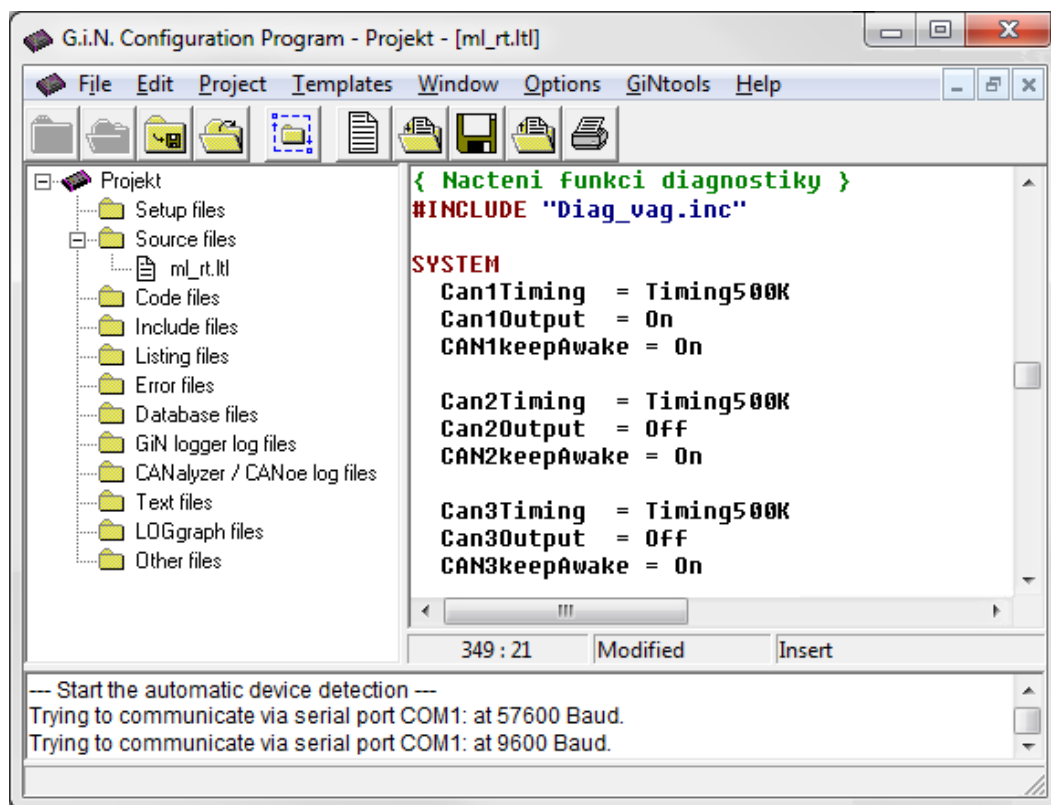 G.i.N. Configuration Program - Projekt - [ml_rt.ltl]
File Edit Project Templates Window Options GiNtools Help
Projekt
Setup files
Source files
ml_rt.ltl
Code files
Include files
Listing files
Error files
Database files
GiN logger log files
CANalyzer / CANoe log files
Text files
LOGgraph files
Other files
{ Nacteni funkci diagnostiky }
#INCLUDE "Diag_vag.inc"
SYSTEM
Can1Timing = Timing500K
Can1Output = On
CAN1keepAwake = On
Can2Timing = Timing500K
Can2Output = Off
CAN2keepAwake = On
Can3Timing = Timing500K
Can3Output = Off
CAN3keepAwake = On
349 : 21 Modified Insert
--- Start the automatic device detection ---
Trying to communicate via serial port COM1: at 57600 Baud.
Trying to communicate via serial port COM1: at 9600 Baud.